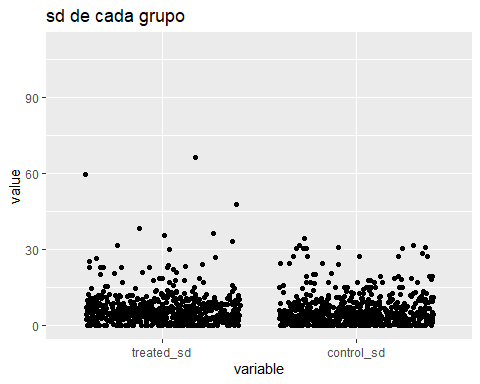 sd de cada grupo
90
60
30
0
value
treated_sd
control_sd
variable